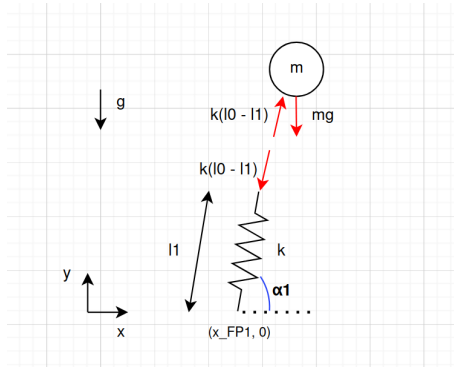 m
g
k(l0 - l1)
mg
k(l0 - l1)
l1
k
y
α1
x
(x_FP1, 0)